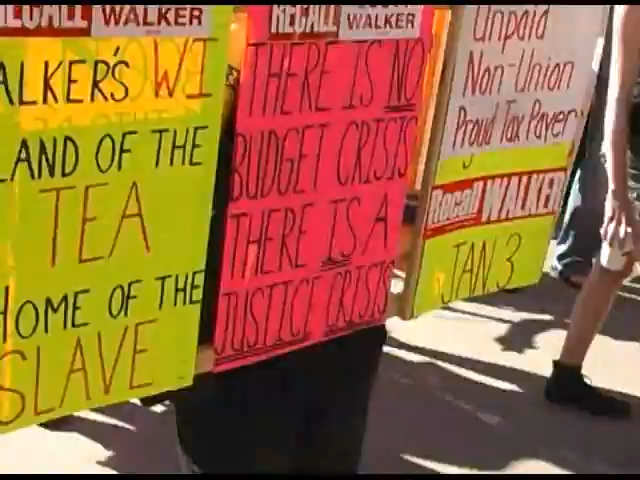 RECALL WALKER
ALKER'S WI
LAND OF THE
TEA
HOME OF THE
SLAVE
RECALL WALKER
THERE IS NO
BUDGET CRISIS
THERE IS A
JUSTICE CRISIS
Unpaid
Non-Union
Proud Tax Payer
Recall WALKER
JAN. 3